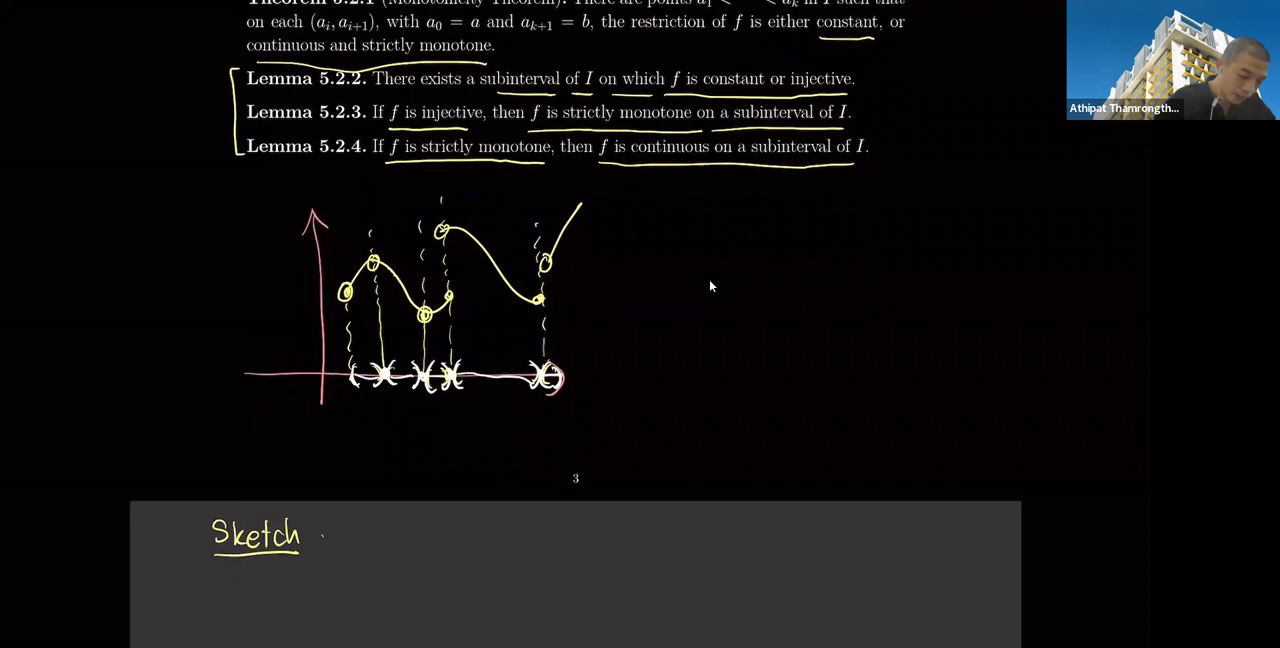 on each (a_i, a_{i+1}), with a_0 = a and a_{k+1} = b, the restriction of f is either constant, or
continuous and strictly monotone.
Lemma 5.2.2. There exists a subinterval of I on which f is constant or injective.
Lemma 5.2.3. If f is injective, then f is strictly monotone on a subinterval of I.
Lemma 5.2.4. If f is strictly monotone, then f is continuous on a subinterval of I.
Athipat Thamrongth...
3
Sketch